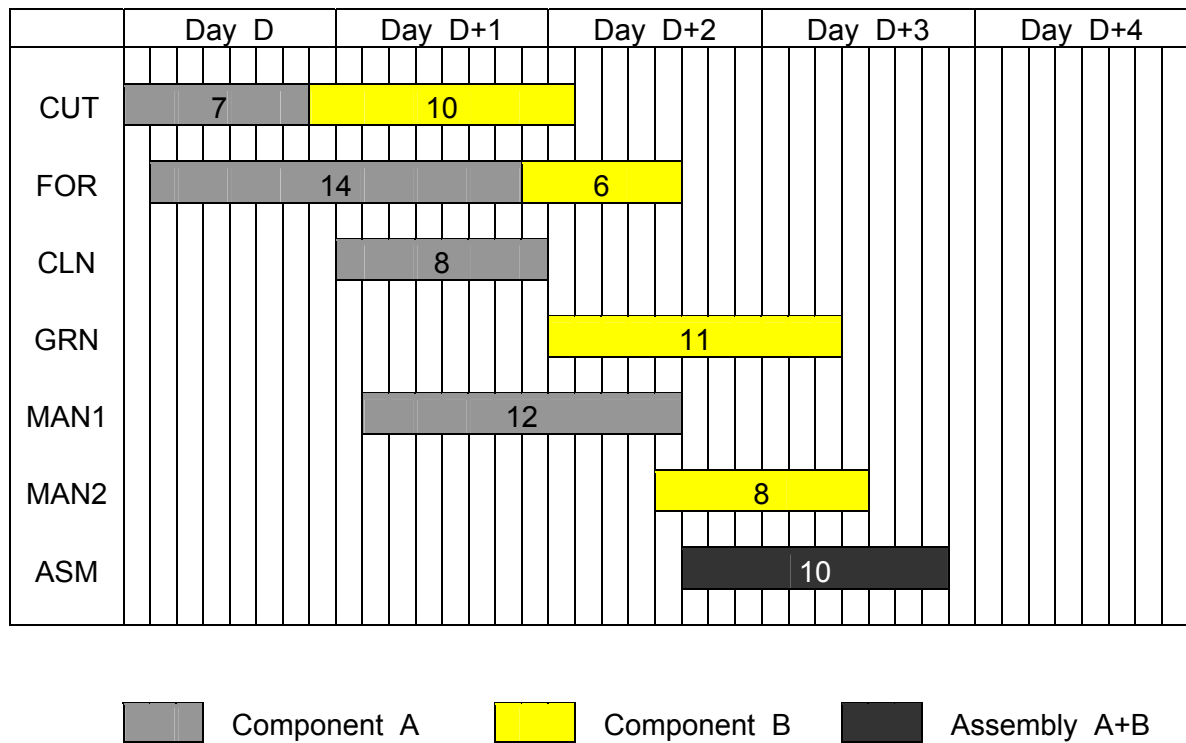 Day D Day D+1 Day D+2 Day D+3 Day D+4
CUT 7 10
FOR 14 6
CLN 8
GRN 11
MAN1 12
MAN2 8
ASM 10
Component A Component B Assembly A+B